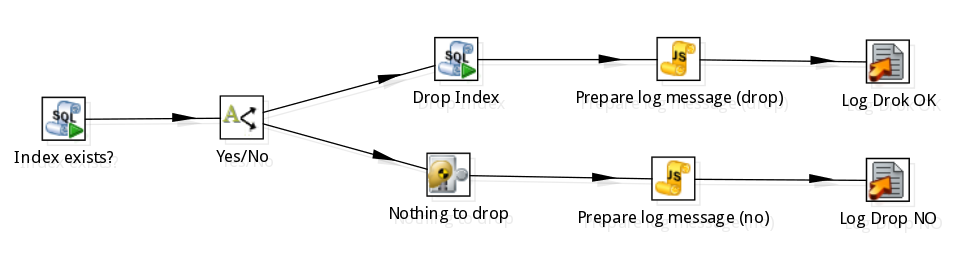 SQL
Drop Index
JS
Prepare log message (drop)
Log Drok OK
SQL
Index exists?
A
Yes/No
Nothing to drop
JS
Prepare log message (no)
Log Drop NO